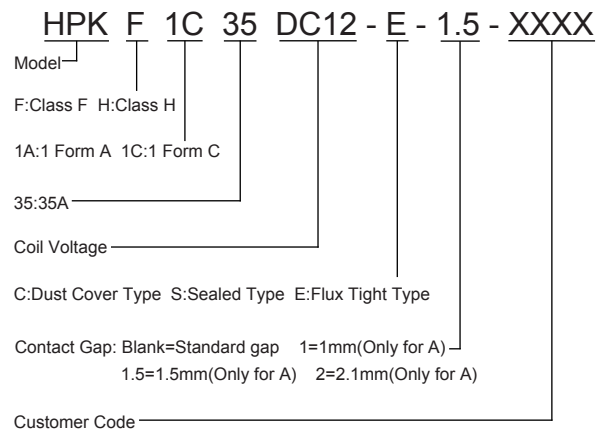 HPK F 1C 35 DC12 - E - 1.5 - XXXX
Model
F:Class F H:Class H
1A:1 Form A 1C:1 Form C
35:35A
Coil Voltage
C:Dust Cover Type S:Sealed Type E:Flux Tight Type
Contact Gap: Blank=Standard gap 1=1mm(Only for A)
1.5=1.5mm(Only for A) 2=2.1mm(Only for A)
Customer Code